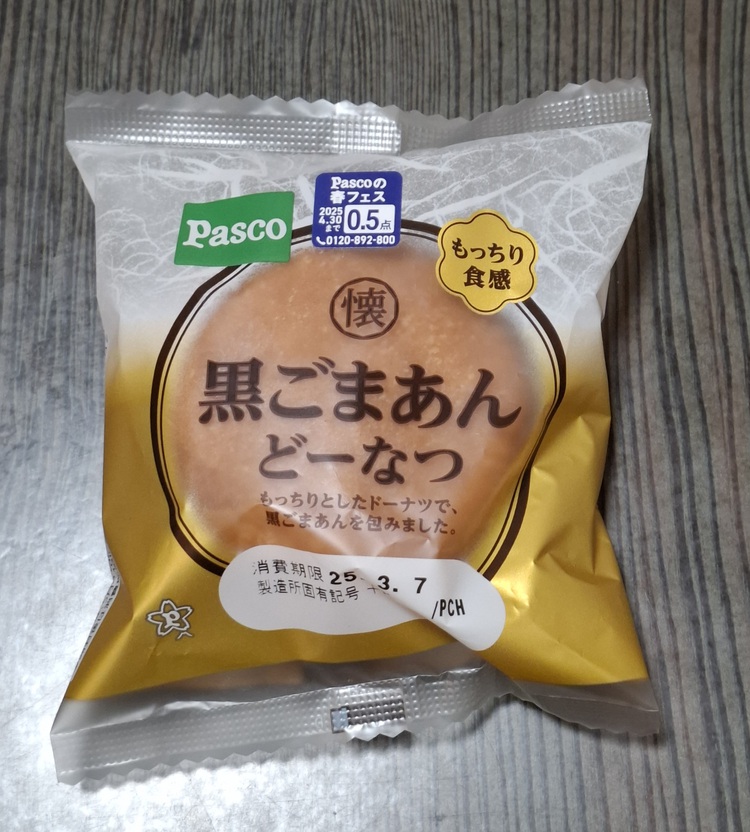 Pasco
Pascoの
春フェス
2025
4.30
まで
0.5点
0120-892-800
もっちり
食感
懐
黒ごまあん
どーなつ
もっちりとしたドーナツで、
黒ごまあんを包みました。
消費期限 25. 3. 7
製造所固有記号 +
/PCH
P